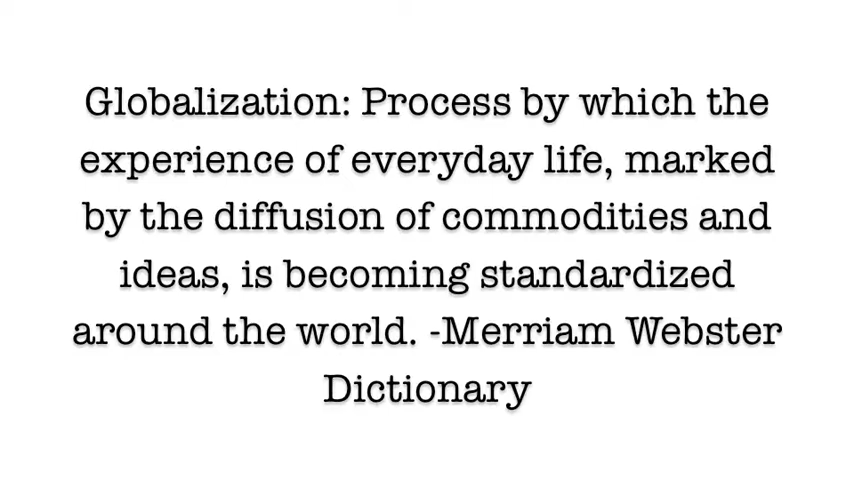 Globalization: Process by which the
experience of everyday life, marked
by the diffusion of commodities and
ideas, is becoming standardized
around the world. -Merriam Webster
Dictionary